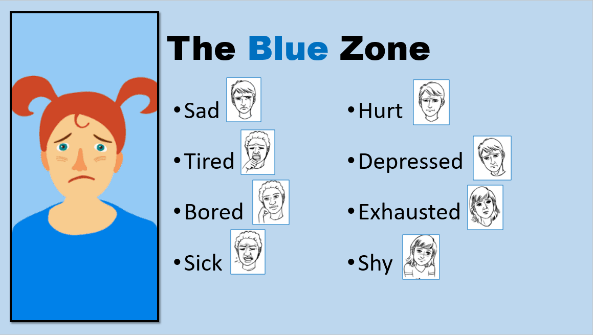 The Blue Zone
• Sad
• Tired
• Bored
• Sick
• Hurt
• Depressed
• Exhausted
• Shy